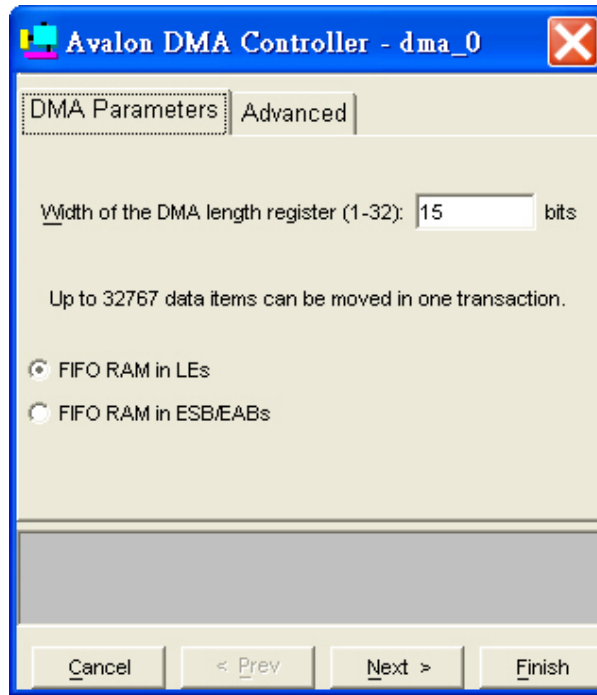 Avalon DMA Controller - dma_0
DMA Parameters Advanced
Width of the DMA length register (1-32): 15 bits
Up to 32767 data items can be moved in one transaction.
FIFO RAM in LEs
FIFO RAM in ESB/EABs
Cancel < Prev Next > Finish